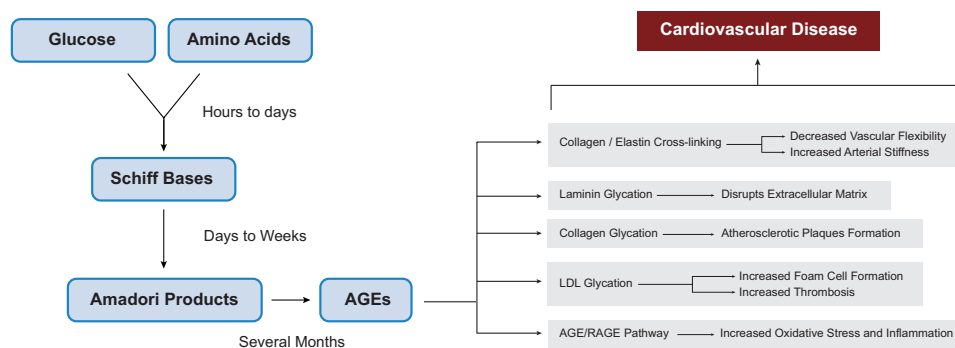 Glucose
Amino Acids
Cardiovascular Disease
Hours to days
Collagen / Elastin Cross-linking
Decreased Vascular Flexibility
Increased Arterial Stiffness
Schiff Bases
Laminin Glycation
Disrupts Extracellular Matrix
Days to Weeks
Collagen Glycation
Atherosclerotic Plaques Formation
Amadori Products
AGEs
LDL Glycation
Increased Foam Cell Formation
Increased Thrombosis
Several Months
AGE/RAGE Pathway
Increased Oxidative Stress and Inflammation